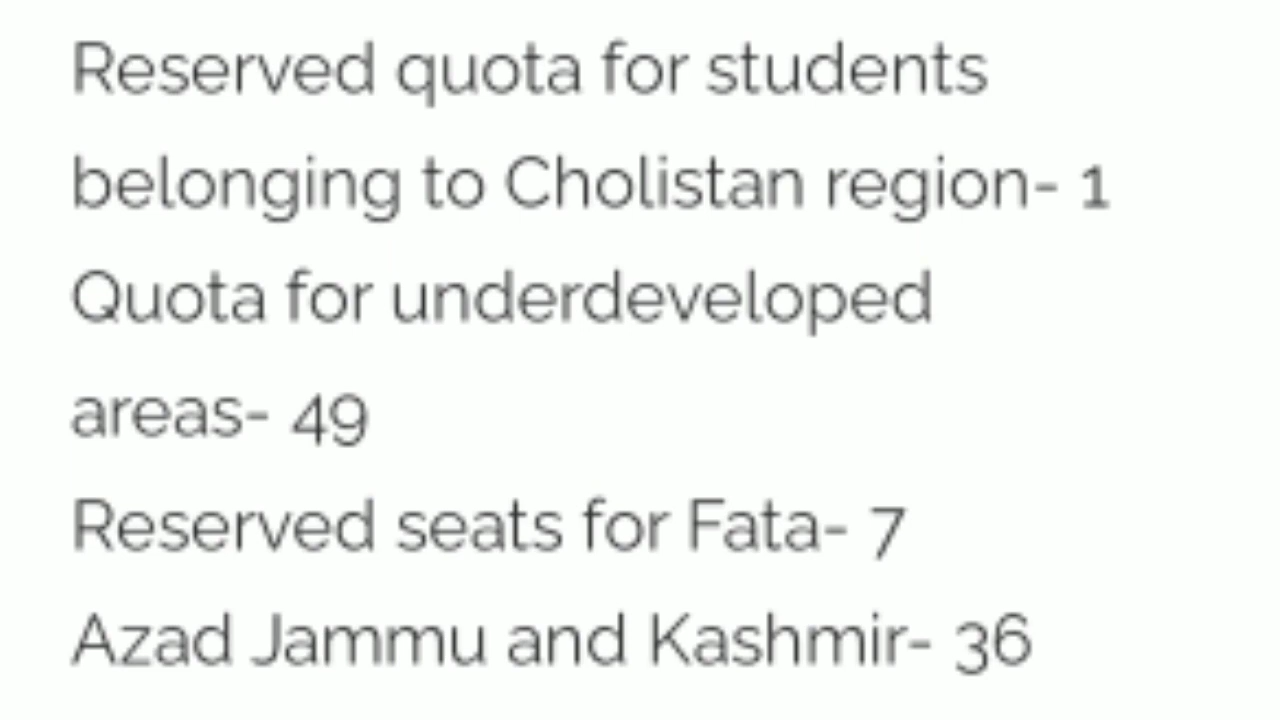 Reserved quota for students
belonging to Cholistan region- 1
Quota for underdeveloped
areas- 49
Reserved seats for Fata- 7
Azad Jammu and Kashmir- 36